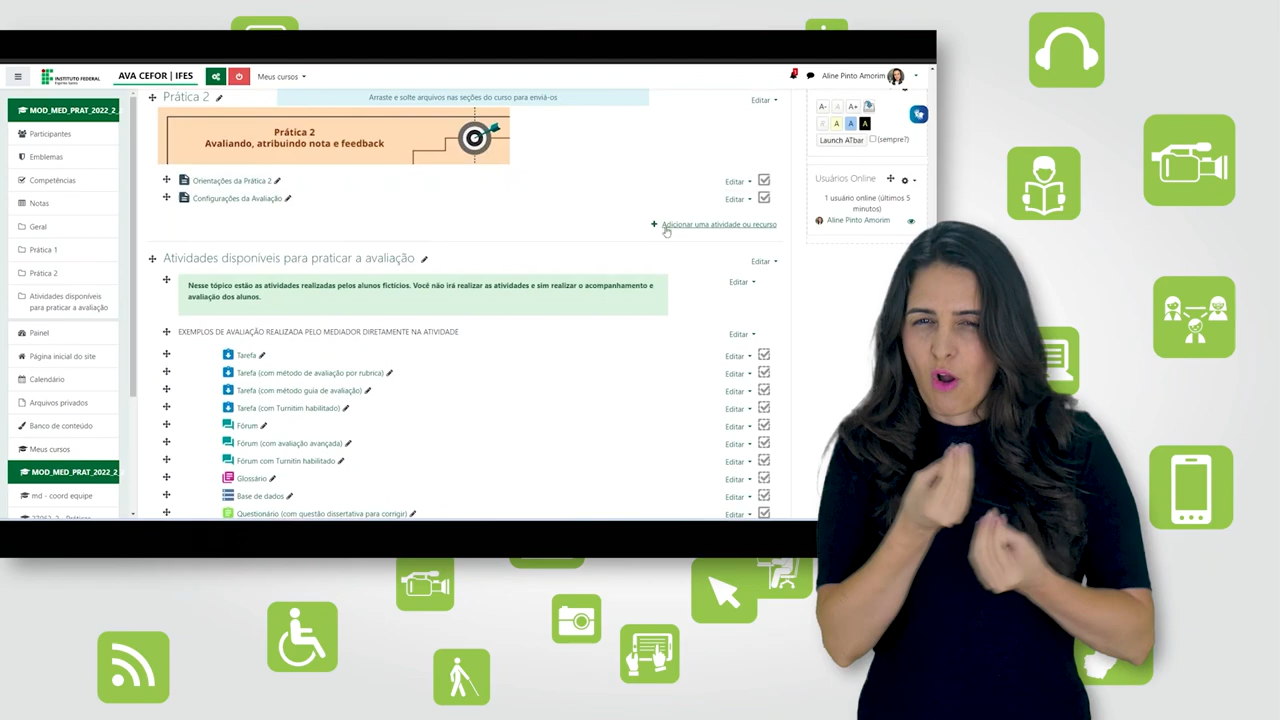 INSTITUTO FEDERAL
Espírito Santo
AVA CEFOR | IFES
Meus cursos
Aline Pinto Amorim
MOD_MED_PRAT_2022_2_
Participantes
Emblemas
Competências
Notas
Geral
Prática 1
Prática 2
Atividades disponíveis
para praticar a avaliação
Painel
Página inicial do site
Calendário
Arquivos privados
Banco de conteúdo
Meus cursos
MOD_MED_PRAT_2022_2_
md - coord equipe
Prática 2
Arraste e solte arquivos nas seções do curso para enviá-los
Editar
Prática 2
Avaliando, atribuindo nota e feedback
Orientações da Prática 2
Editar
Configurações da Avaliação
Editar
Adicionar uma atividade ou recurso
Atividades disponíveis para praticar a avaliação
Editar
Nesse tópico estão as atividades realizadas pelos alunos fictícios. Você não irá realizar as atividades e sim realizar o acompanhamento e
avaliação dos alunos.
Editar
EXEMPLOS DE AVALIAÇÃO REALIZADA PELO MEDIADOR DIRETAMENTE NA ATIVIDADE
Editar
Tarefa
Editar
Tarefa (com método de avaliação por rubrica)
Editar
Tarefa (com método guia de avaliação)
Editar
Tarefa (com Turnitim habilitado)
Editar
Fórum
Editar
Fórum (com avaliação avançada)
Editar
Fórum com Turnitin habilitado
Editar
Glossário
Editar
Base de dados
Editar
Questionário (com questão dissertativa para corrigir)
Editar
A- A A+
A A A
Launch ATbar
(sempre?)
Usuários Online
1 usuário online (últimos 5
minutos)
Aline Pinto Amorim